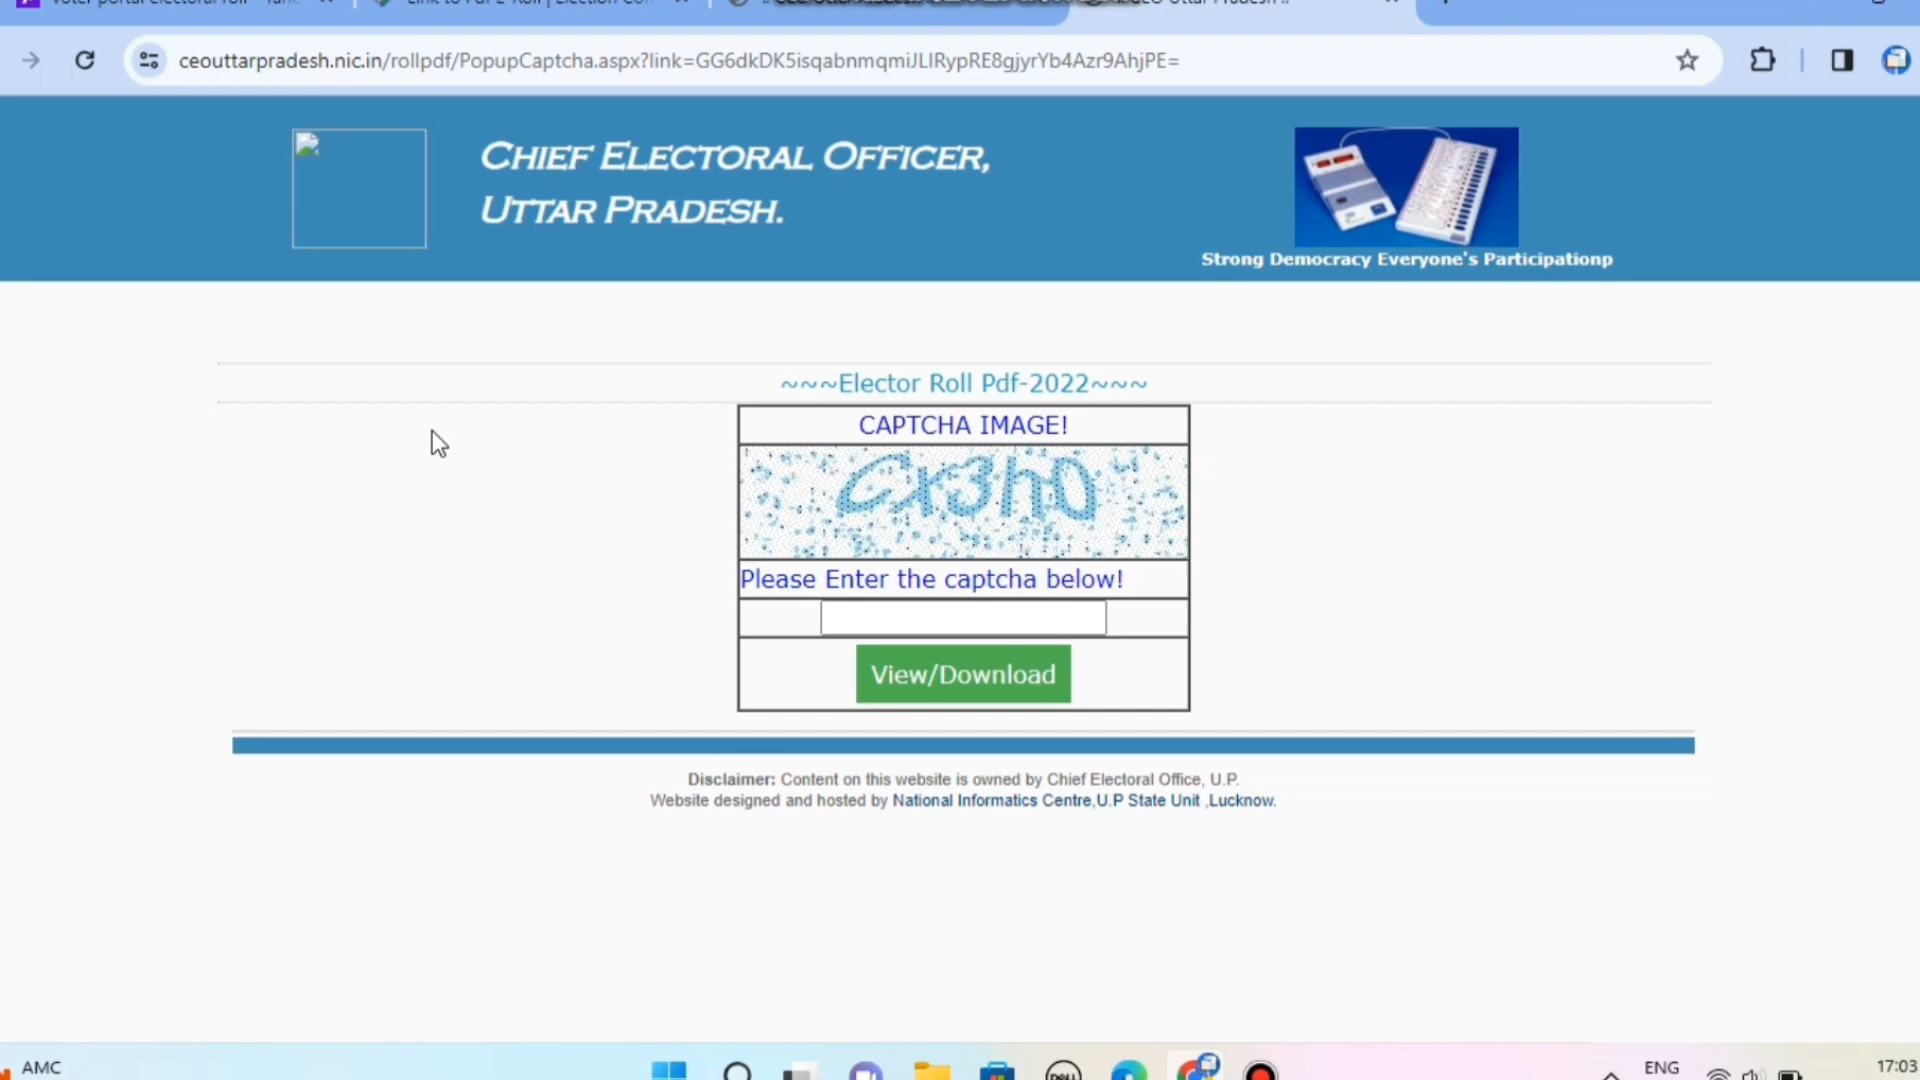 ceouttarpradesh.nic.in/rollpdf/PopupCaptcha.aspx?link=GG6dkDK5isqabnmqmiJLIRypRE8gjyrYb4Azr9AhjPE=
CHIEF ELECTORAL OFFICER,
UTTAR PRADESH.
Strong Democracy Everyone's Participationp
~~~Elector Roll Pdf-2022~~~
CAPTCHA IMAGE!
Cx3h0
Please Enter the captcha below!
View/Download
Disclaimer: Content on this website is owned by Chief Electoral Office, U.P.
Website designed and hosted by National Informatics Centre,U.P State Unit ,Lucknow.
AMC
DELL
ENG
17:03